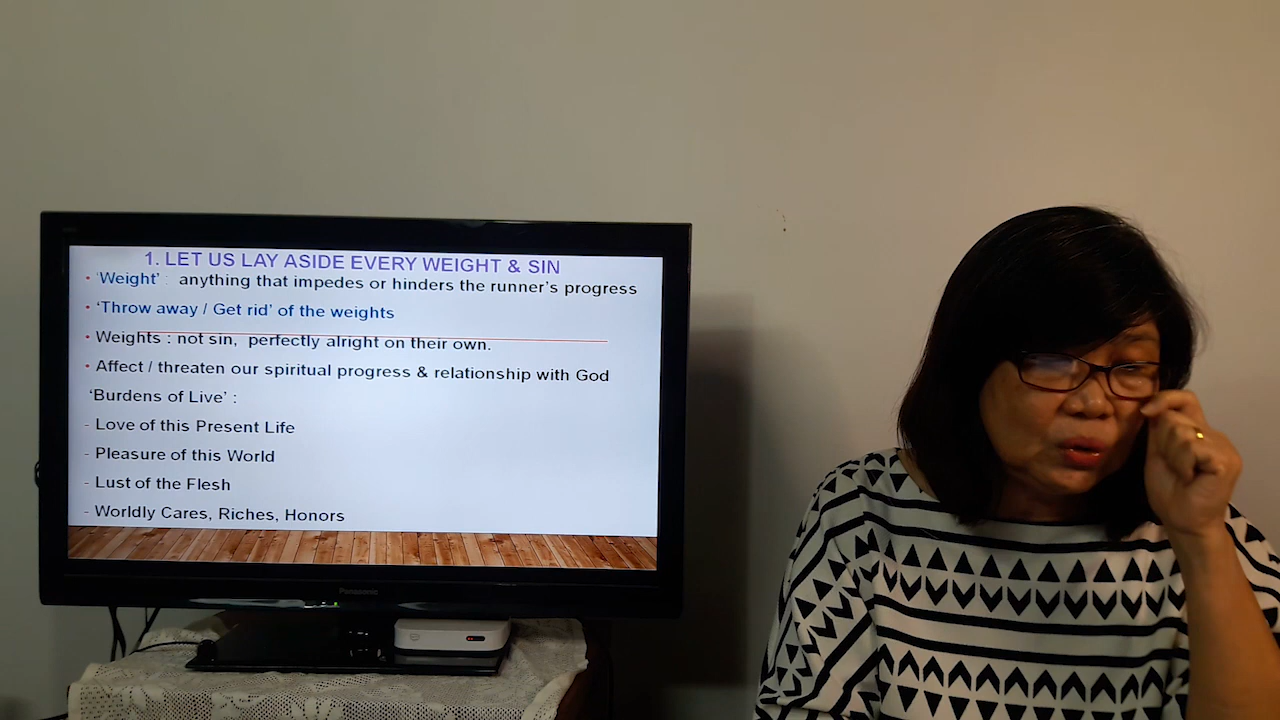 1. LET US LAY ASIDE EVERY WEIGHT & SIN
• 'Weight' : anything that impedes or hinders the runner's progress
• 'Throw away / Get rid' of the weights
• Weights : not sin, perfectly alright on their own.
• Affect / threaten our spiritual progress & relationship with God
'Burdens of Live' :
- Love of this Present Life
- Pleasure of this World
- Lust of the Flesh
- Worldly Cares, Riches, Honors
Panasonic